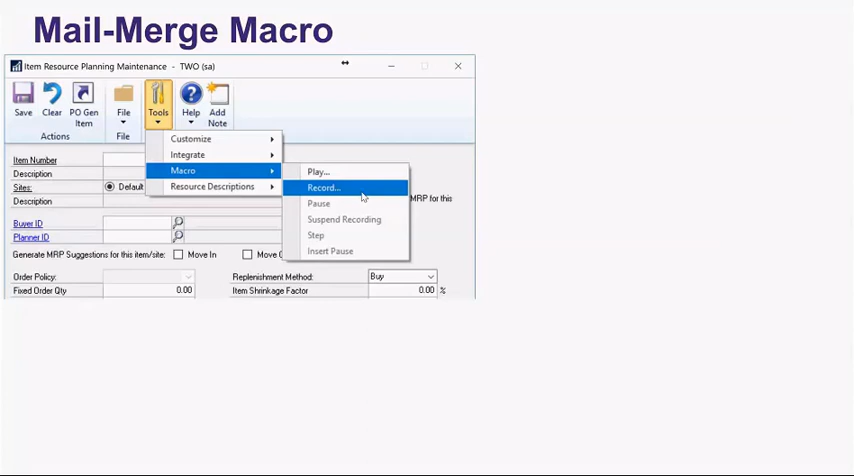 Mail-Merge Macro
Item Resource Planning Maintenance - TWO (sa)
Save
Clear
PO Gen
Item
File
Tools
Help
Add
Note
Actions
File
Customize
Integrate
Macro
Resource Descriptions
Play...
Record...
Pause
Suspend Recording
Step
Insert Pause
Item Number
Description
Sites:
Default
MRP for this
Description
Buyer ID
Planner ID
Generate MRP Suggestions for this item/site:
Move In
Move
Order Policy:
Replenishment Method:
Buy
Fixed Order Qty
0.00
Item Shrinkage Factor
0.00 %